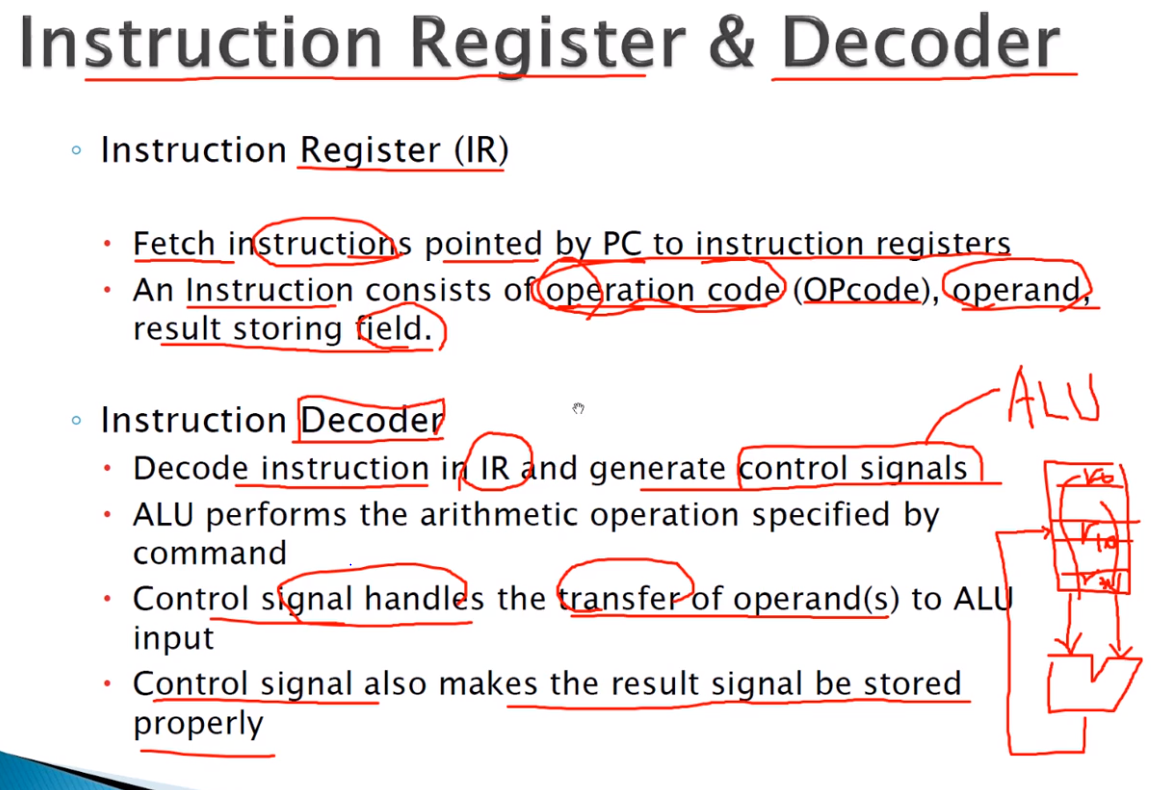 Instruction Register & Decoder
Instruction Register (IR)
Fetch instructions pointed by PC to instruction registers
An Instruction consists of operation code (OPcode), operand,
result storing field.
Instruction Decoder
ALU
Decode instruction in IR and generate control signals
ALU performs the arithmetic operation specified by
command
Control signal handles the transfer of operand(s) to ALU
input
Control signal also makes the result signal be stored
properly